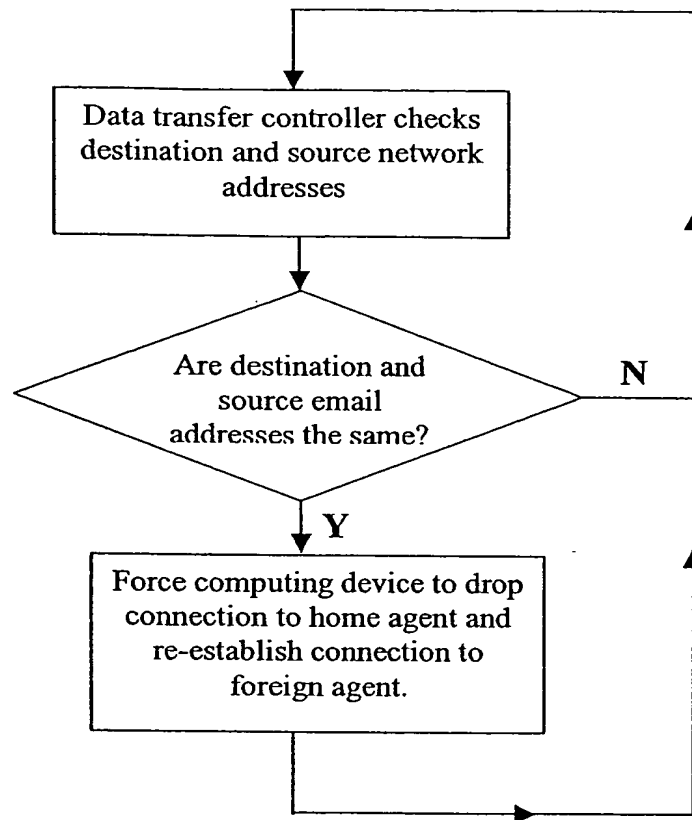 Data transfer controller checks
destination and source network
addresses
Are destination and
source email
addresses the same?
N
Y
Force computing device to drop
connection to home agent and
re-establish connection to
foreign agent.